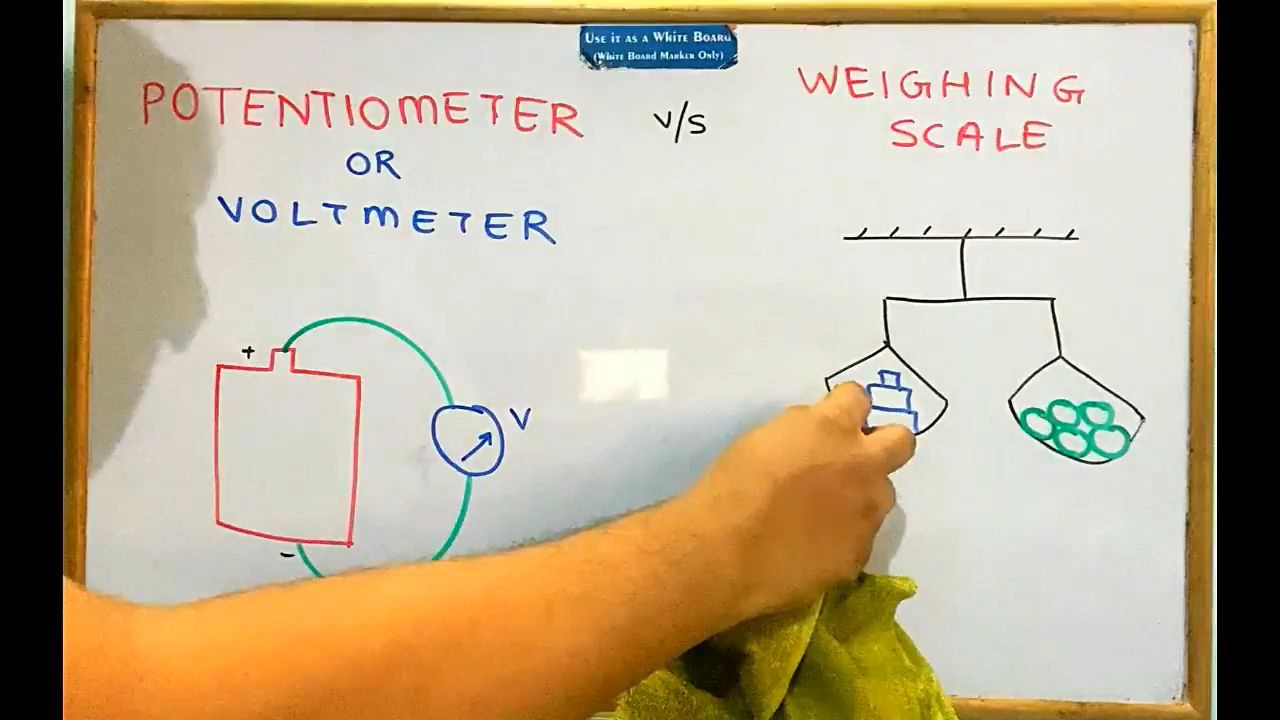 USE IT AS A WHITE BOARD
(WHITE BOARD MARKER ONLY)
POTENTIOMETER
OR
VOLTMETER
V/S
WEIGHING
SCALE
+
V
-